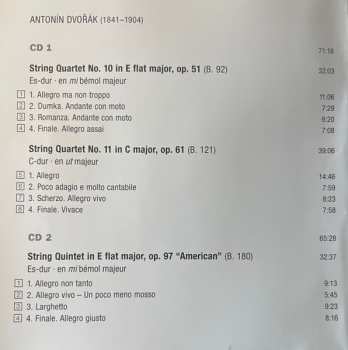 ANTONÍN DVOŘÁK (1841–1904)
CD 1 71:18
String Quartet No. 10 in E flat major, op. 51 (B. 92) 32:03
Es-dur · en mi bémol majeur
1 1. Allegro ma non troppo 11:06
2 2. Dumka. Andante con moto 7:29
3 3. Romanza. Andante con moto 6:20
4 4. Finale. Allegro assai 7:08
String Quartet No. 11 in C major, op. 61 (B. 121) 39:06
C-dur · en ut majeur
5 1. Allegro 14:46
6 2. Poco adagio e molto cantabile 7:59
7 3. Scherzo. Allegro vivo 8:23
8 4. Finale. Vivace 7:58
CD 2 65:28
String Quintet in E flat major, op. 97 “American” (B. 180) 32:37
Es-dur · en mi bémol majeur
1 1. Allegro non tanto 9:13
2 2. Allegro vivo – Un poco meno mosso 5:45
3 3. Larghetto 9:23
4 4. Finale. Allegro giusto 8:16